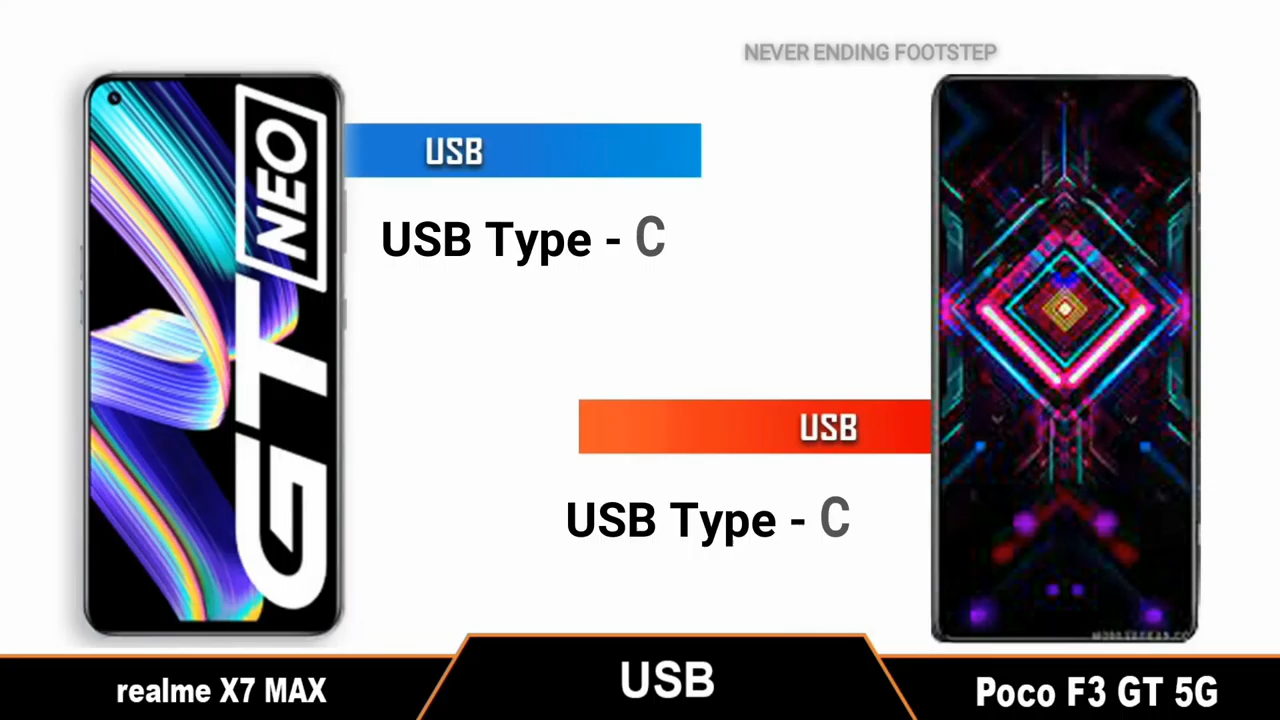 NEVER ENDING FOOTSTEP
GT NEO
USB
USB Type - C
USB
USB Type - C
realme X7 MAX
USB
Poco F3 GT 5G